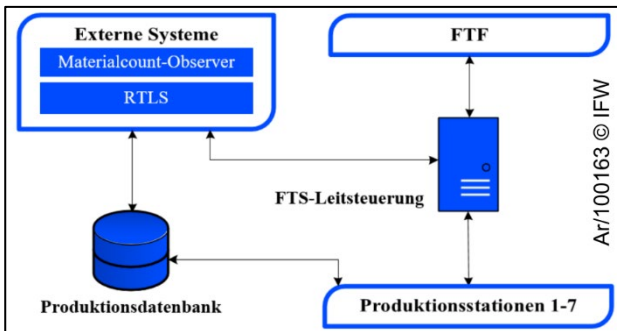 Externe Systeme
Materialcount-Observer
RTLS
FTF
FTS-Leitsteuerung
Produktionsdatenbank
Produktionsstationen 1-7
Ar/100163 © IFW